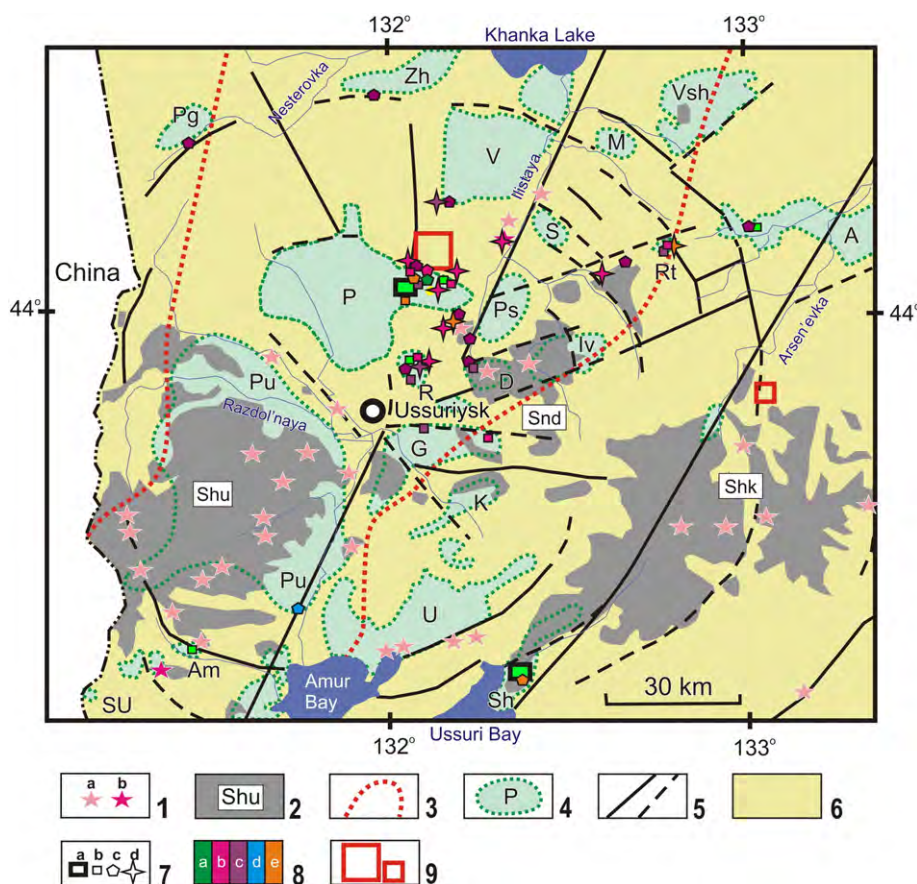 132° 133°
Khanka Lake
Zh
Nesterovka
Vsh
Pg
V
Ilistaya
M
S
A
China
Rt
P
44° 44°
Ps
Arsen'evka
Pu
Iv
D
R
Razdol'naya
Ussuriysk
Snd
G
Shu
Shk
K
Pu
U
Am
30 km
SU
Amur
Bay
Sh
132° 133°
Ussuri Bay
a b 1
Shu 2
3
P 4
5
6
a b c d 7
a b c d e 8
9